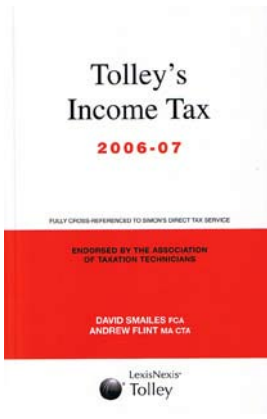 Tolley's
Income Tax
2006-07
FULLY CROSS-REFERENCED TO SIMON'S DIRECT TAX SERVICE
ENDORSED BY THE ASSOCIATION
OF TAXATION TECHNICIANS
DAVID SMAILES FCA
ANDREW FLINT MA CTA
LexisNexis®
Tolley